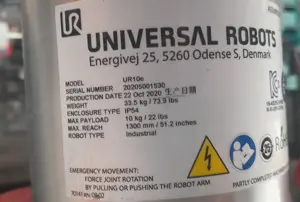 UR UNIVERSAL ROBOTS
Energivej 25, 5260 Odense S, Denmark
MODEL UR10e
SERIAL NUMBER 20205001530
PRODUCTION DATE 22 Oct 2020 生产日期
WEIGHT 33.5 kg / 73.9 lbs
ENCLOSURE TYPE IP54
MAX PAYLOAD 10 kg / 22 lbs
MAX REACH 1300 mm / 51.2 inches
ROBOT TYPE Industrial
EMERGENCY MOVEMENT:
FORCE JOINT ROTATION
BY PULLING OR PUSHING THE ROBOT ARM
PARTLY COMPLETED